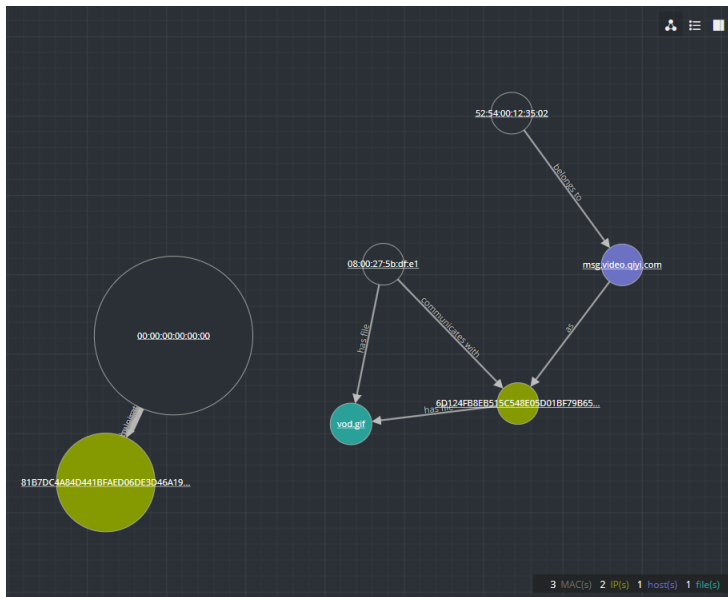 52:54:00:12:35:02
belongs to
08:00:27:5b:df:e1
msg.video.qiyi.com
communicates with
as
has file
00:00:00:00:00:00
6D124FB8EB515C548E05D01BF79B65...
has file
vod.gif
81B7DC4A84D441BFAED06DE3D46A19...
3 MAC(s) 2 IP(s) 1 host(s) 1 file(s)